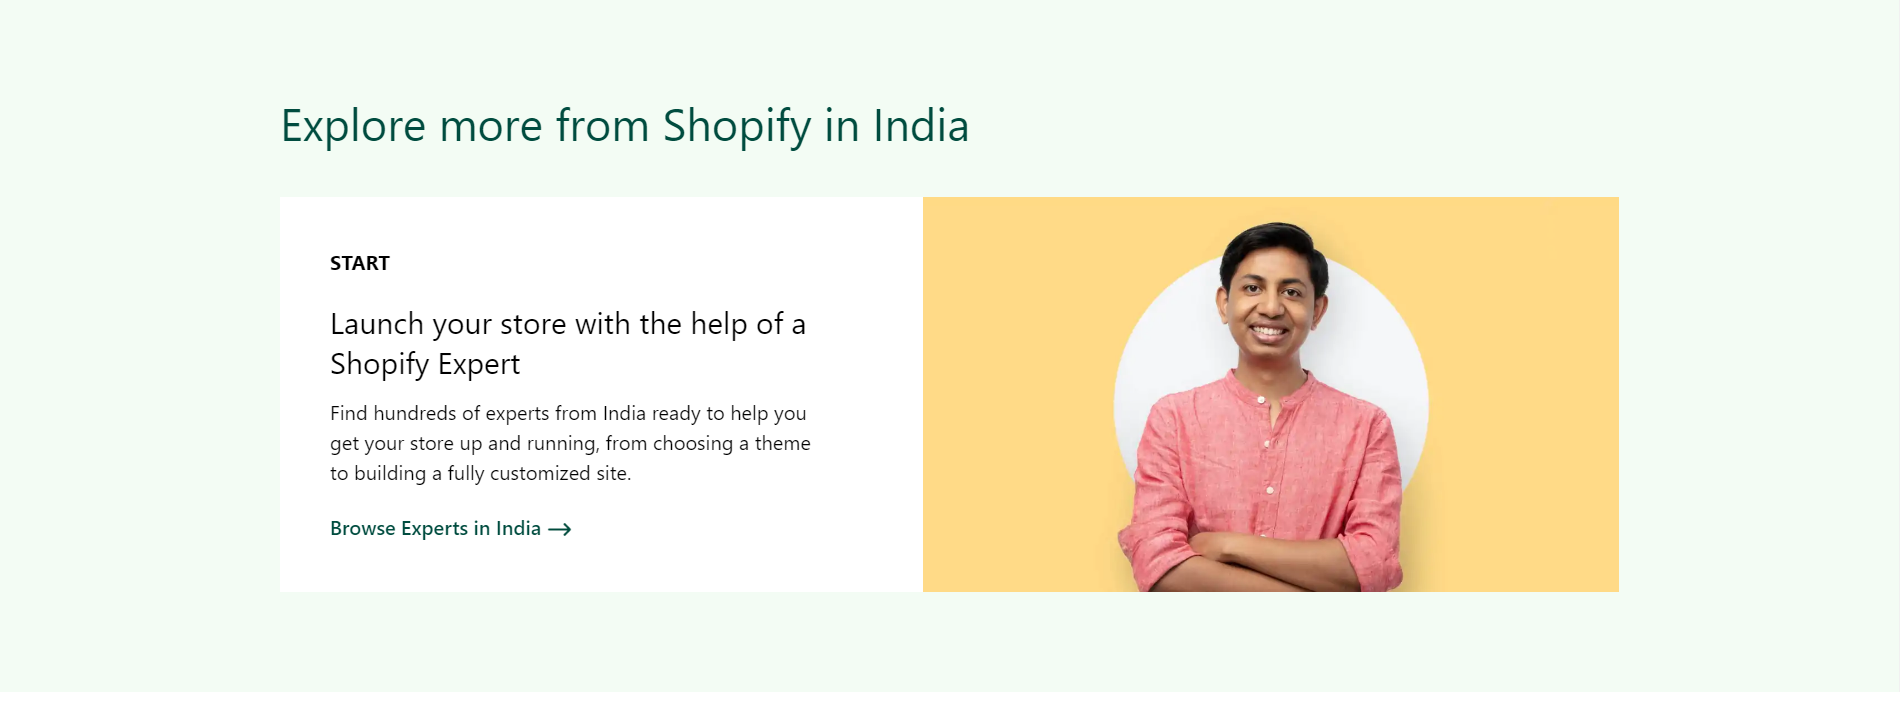 Explore more from Shopify in India
START
Launch your store with the help of a
Shopify Expert
Find hundreds of experts from India ready to help you
get your store up and running, from choosing a theme
to building a fully customized site.
Browse Experts in India →